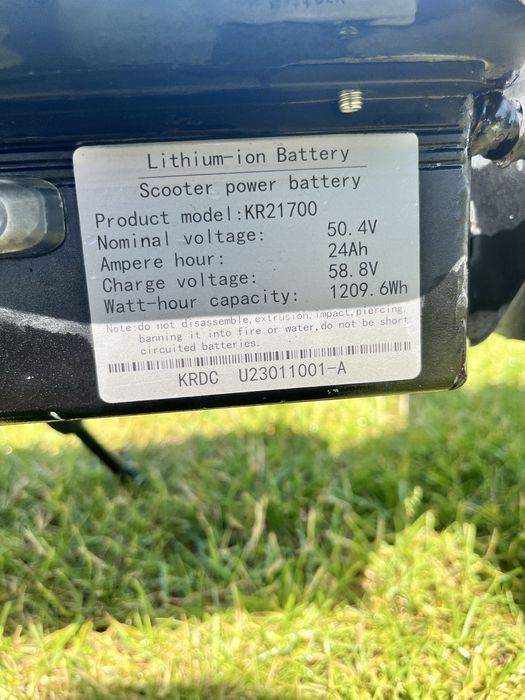 Lithium-ion Battery
Scooter power battery
Product model:KR21700
Nominal voltage: 50.4V
Ampere hour: 24Ah
Charge voltage: 58.8V
Watt-hour capacity: 1209.6Wh
Note:do not disassemble,extrusion,impact,piercing,
banning it into fire or water,do not be short
circuited batteries.
KRDC U23011001-A